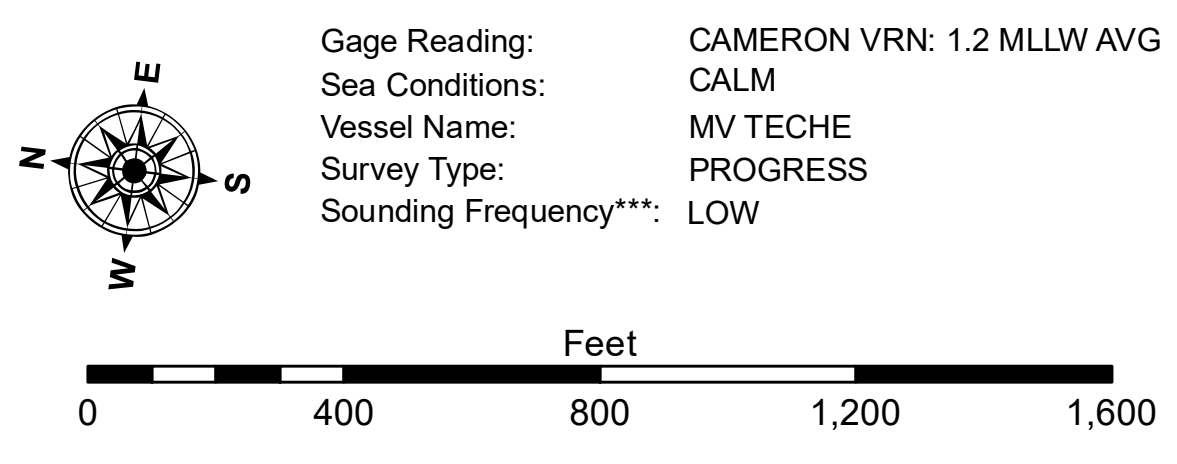 E
N
S
W
Gage Reading: CAMERON VRN: 1.2 MLLW AVG
Sea Conditions: CALM
Vessel Name: MV TECHE
Survey Type: PROGRESS
Sounding Frequency***: LOW
Feet
0 400 800 1,200 1,600